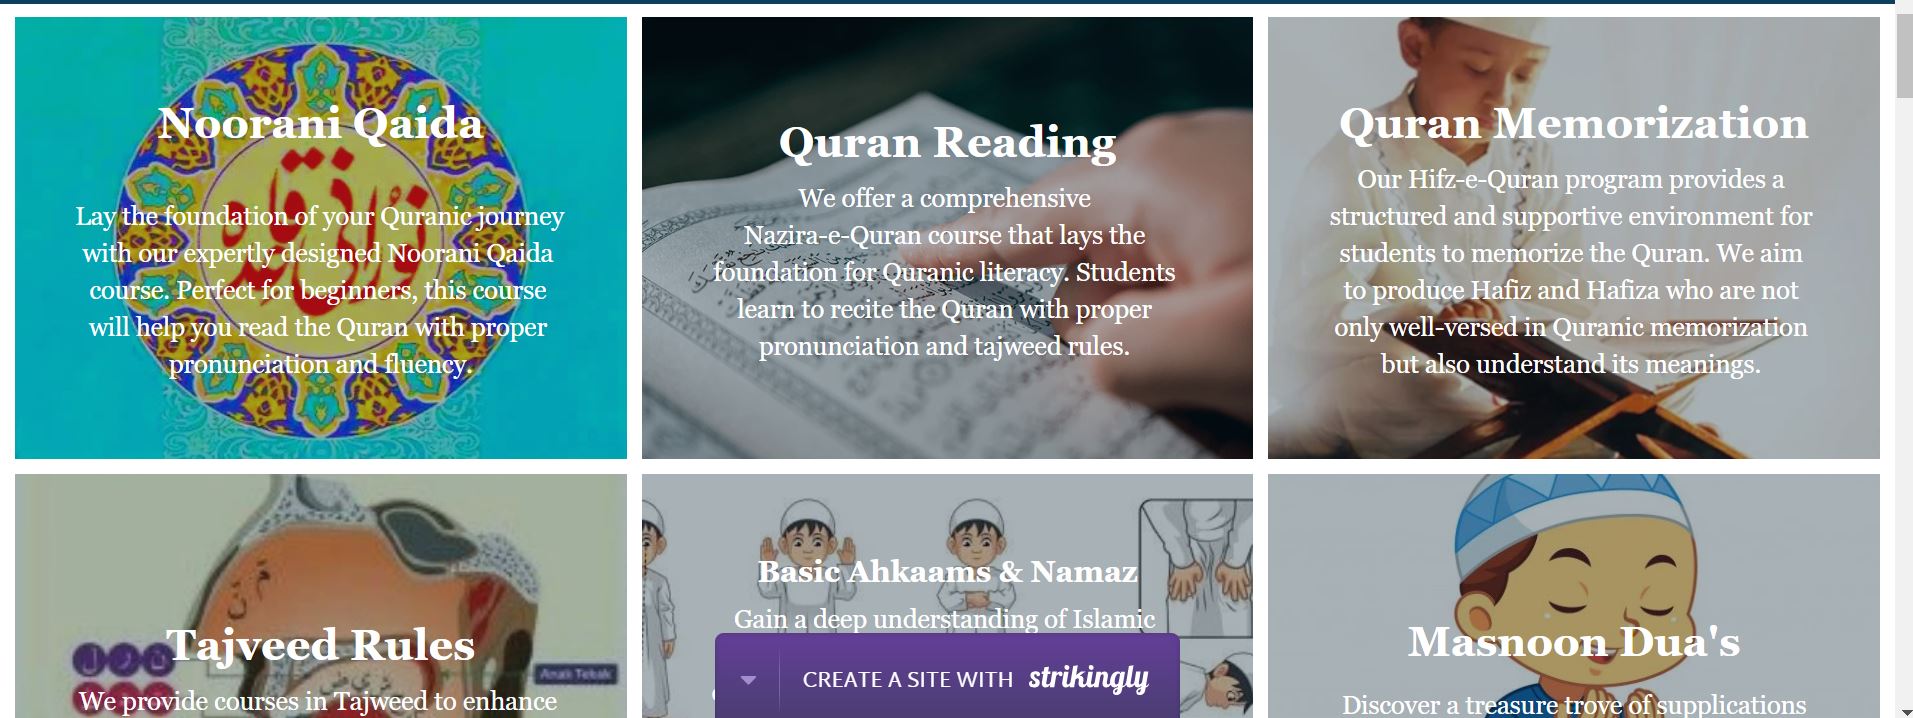 Noorani Qaida
Lay the foundation of your Quranic journey
with our expertly designed Noorani Qaida
course. Perfect for beginners, this course
will help you read the Quran with proper
pronunciation and fluency.
Quran Reading
We offer a comprehensive
Nazira-e-Quran course that lays the
foundation for Quranic literacy. Students
learn to recite the Quran with proper
pronunciation and tajweed rules.
Quran Memorization
Our Hifz-e-Quran program provides a
structured and supportive environment for
students to memorize the Quran. We aim
to produce Hafiz and Hafiza who are not
only well-versed in Quranic memorization
but also understand its meanings.
Tajveed Rules
Anak Tekak
We provide courses in Tajweed to enhance
Basic Ahkaams & Namaz
Gain a deep understanding of Islamic
CREATE A SITE WITH strikingly
Masnoon Dua's
Discover a treasure trove of supplications